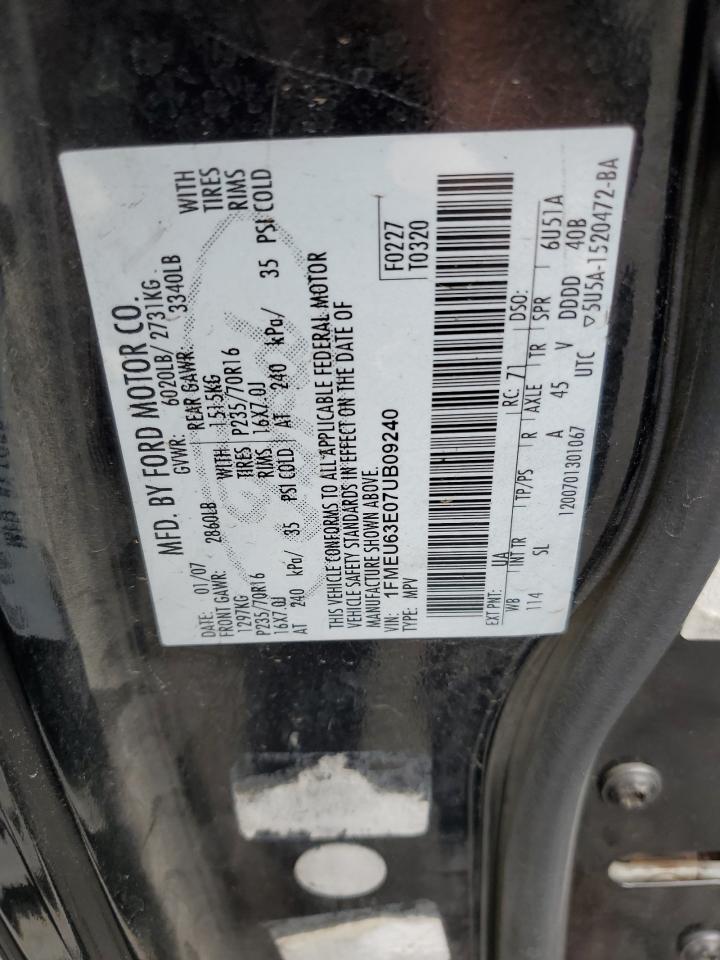 MFD. BY FORD MOTOR CO.
DATE: 01/07 GVWR: 6020LB/ 2731KG
FRONT GAWR: 2860LB REAR GAWR: 3340LB
1297KG WITH 1515KG WITH
P235/70R16 TIRES P235/70R16 TIRES
16X7.0J RIMS 16X7.0J RIMS
AT 240 kPa/ 35 PSI COLD AT 240 kPa/ 35 PSI COLD
THIS VEHICLE CONFORMS TO ALL APPLICABLE FEDERAL MOTOR
VEHICLE SAFETY STANDARDS IN EFFECT ON THE DATE OF
MANUFACTURE SHOWN ABOVE.
VIN: 1FMEU63E07UB09240 F0227
TYPE: MPV T0320
EXT PNT: UA RC: 71 DSO:
WB INT TR TP/PS R AXLE TR SPR 6U51A
114 SL A 45 V DDDD 40B
1200701301067 UTC ▽5U5A-1520472-BA